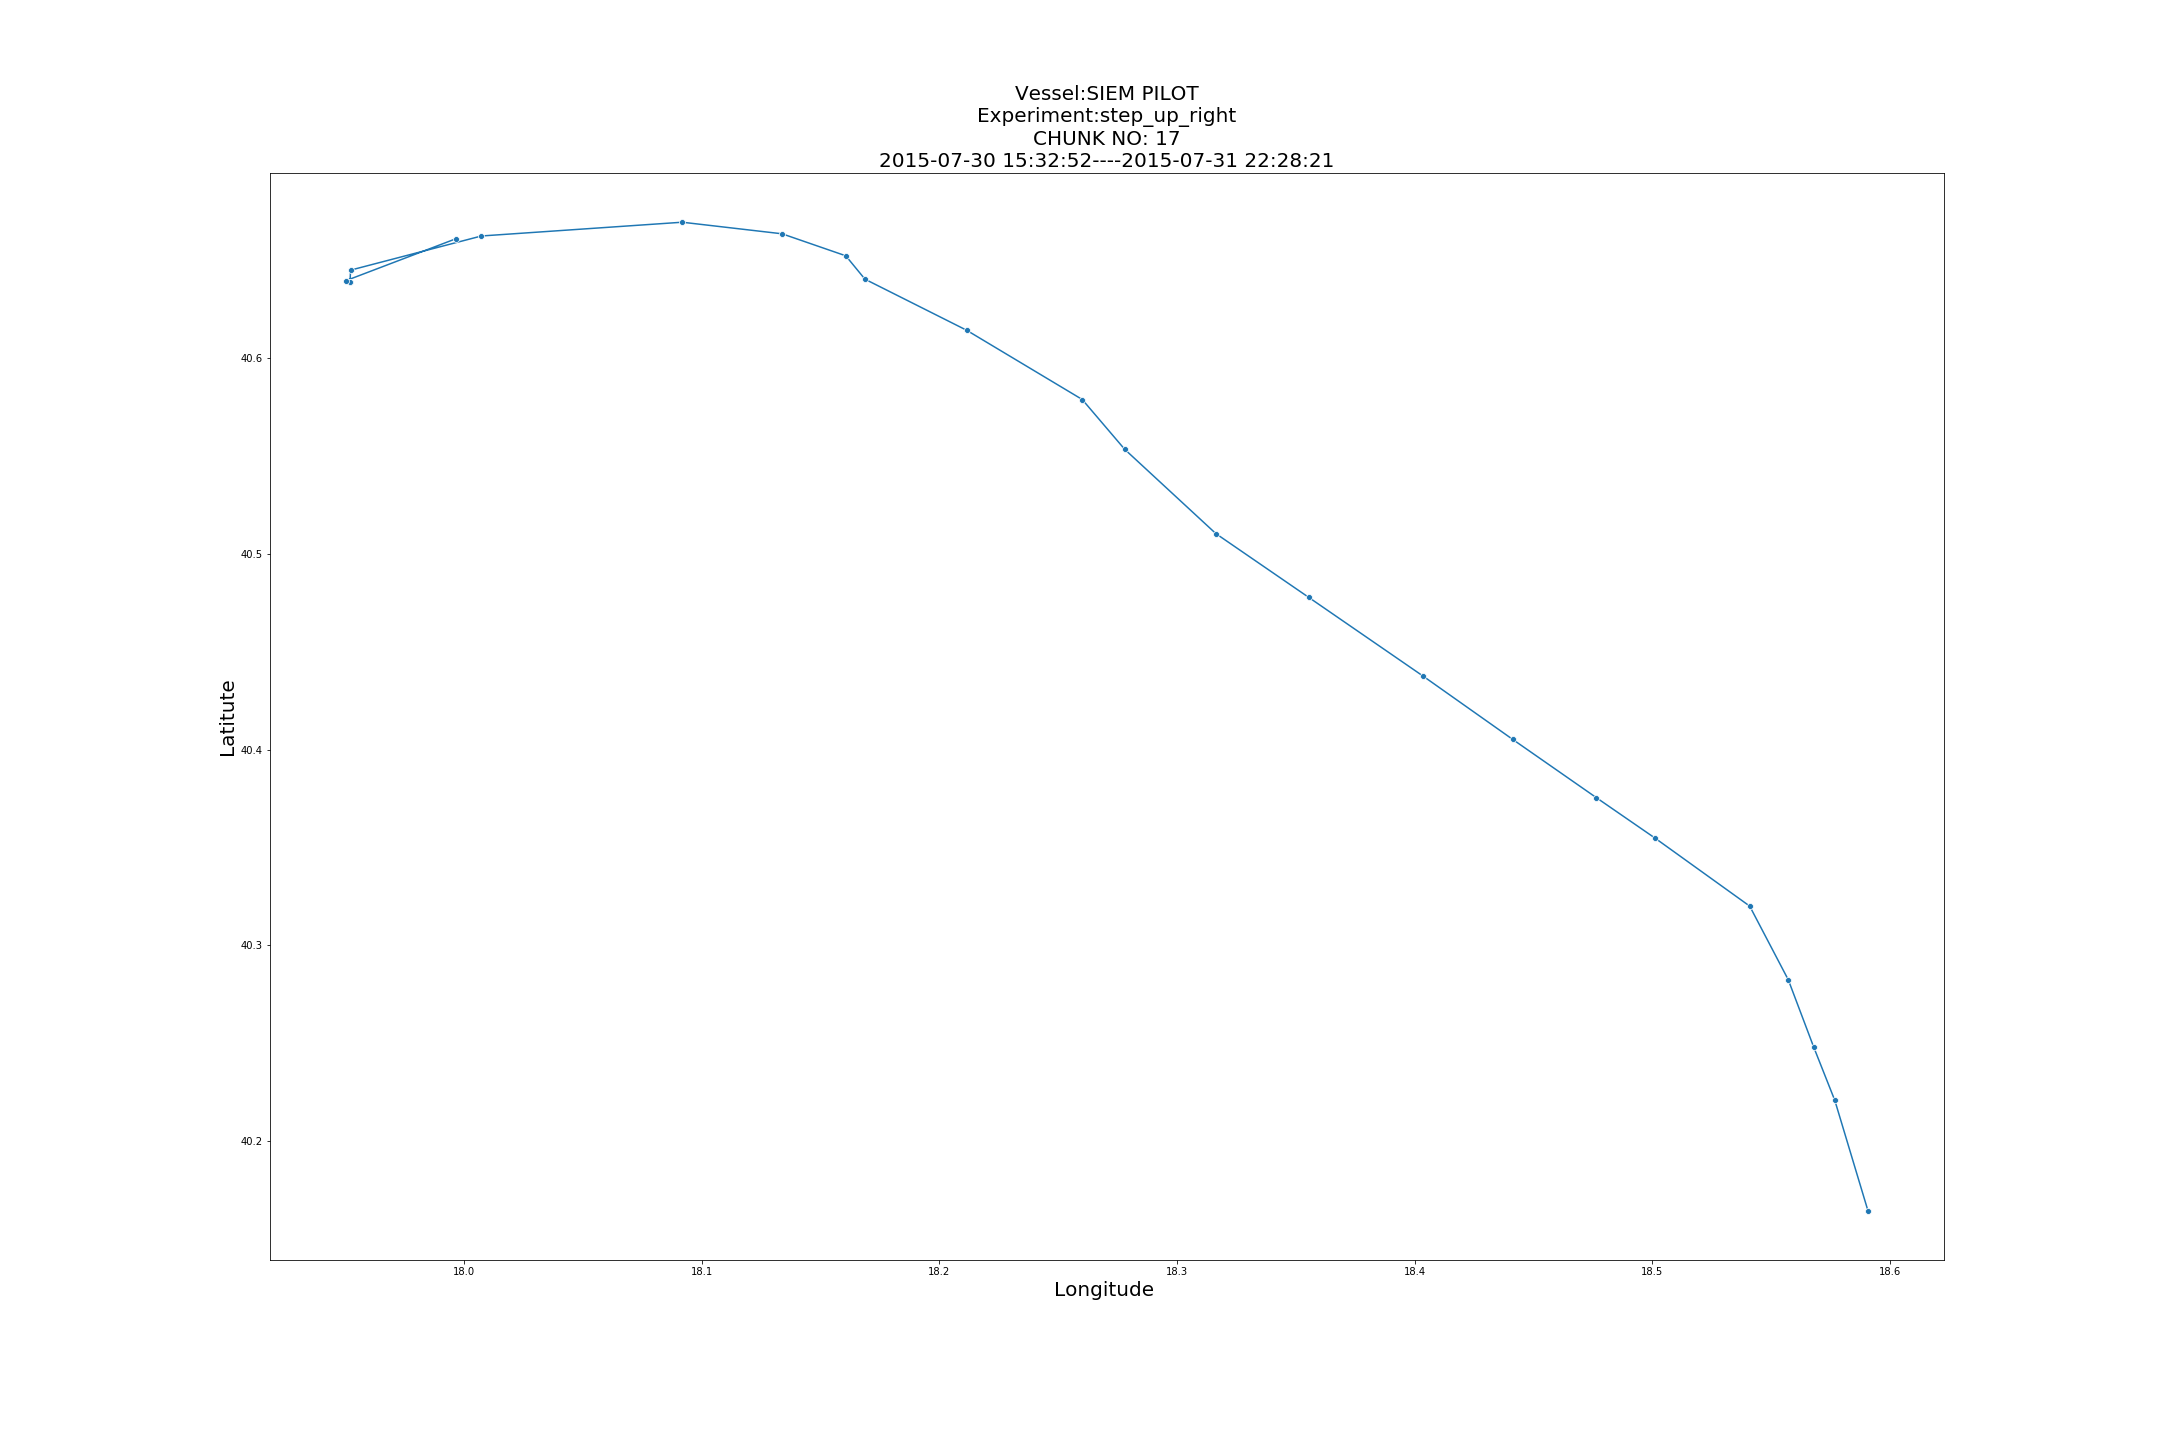 Vessel:SIEM PILOT
Experiment:step_up_right
CHUNK NO: 17
2015-07-30 15:32:52----2015-07-31 22:28:21
40.6
40.5
40.4
40.3
40.2
Latitute
18.0 18.1 18.2 18.3 18.4 18.5 18.6
Longitude